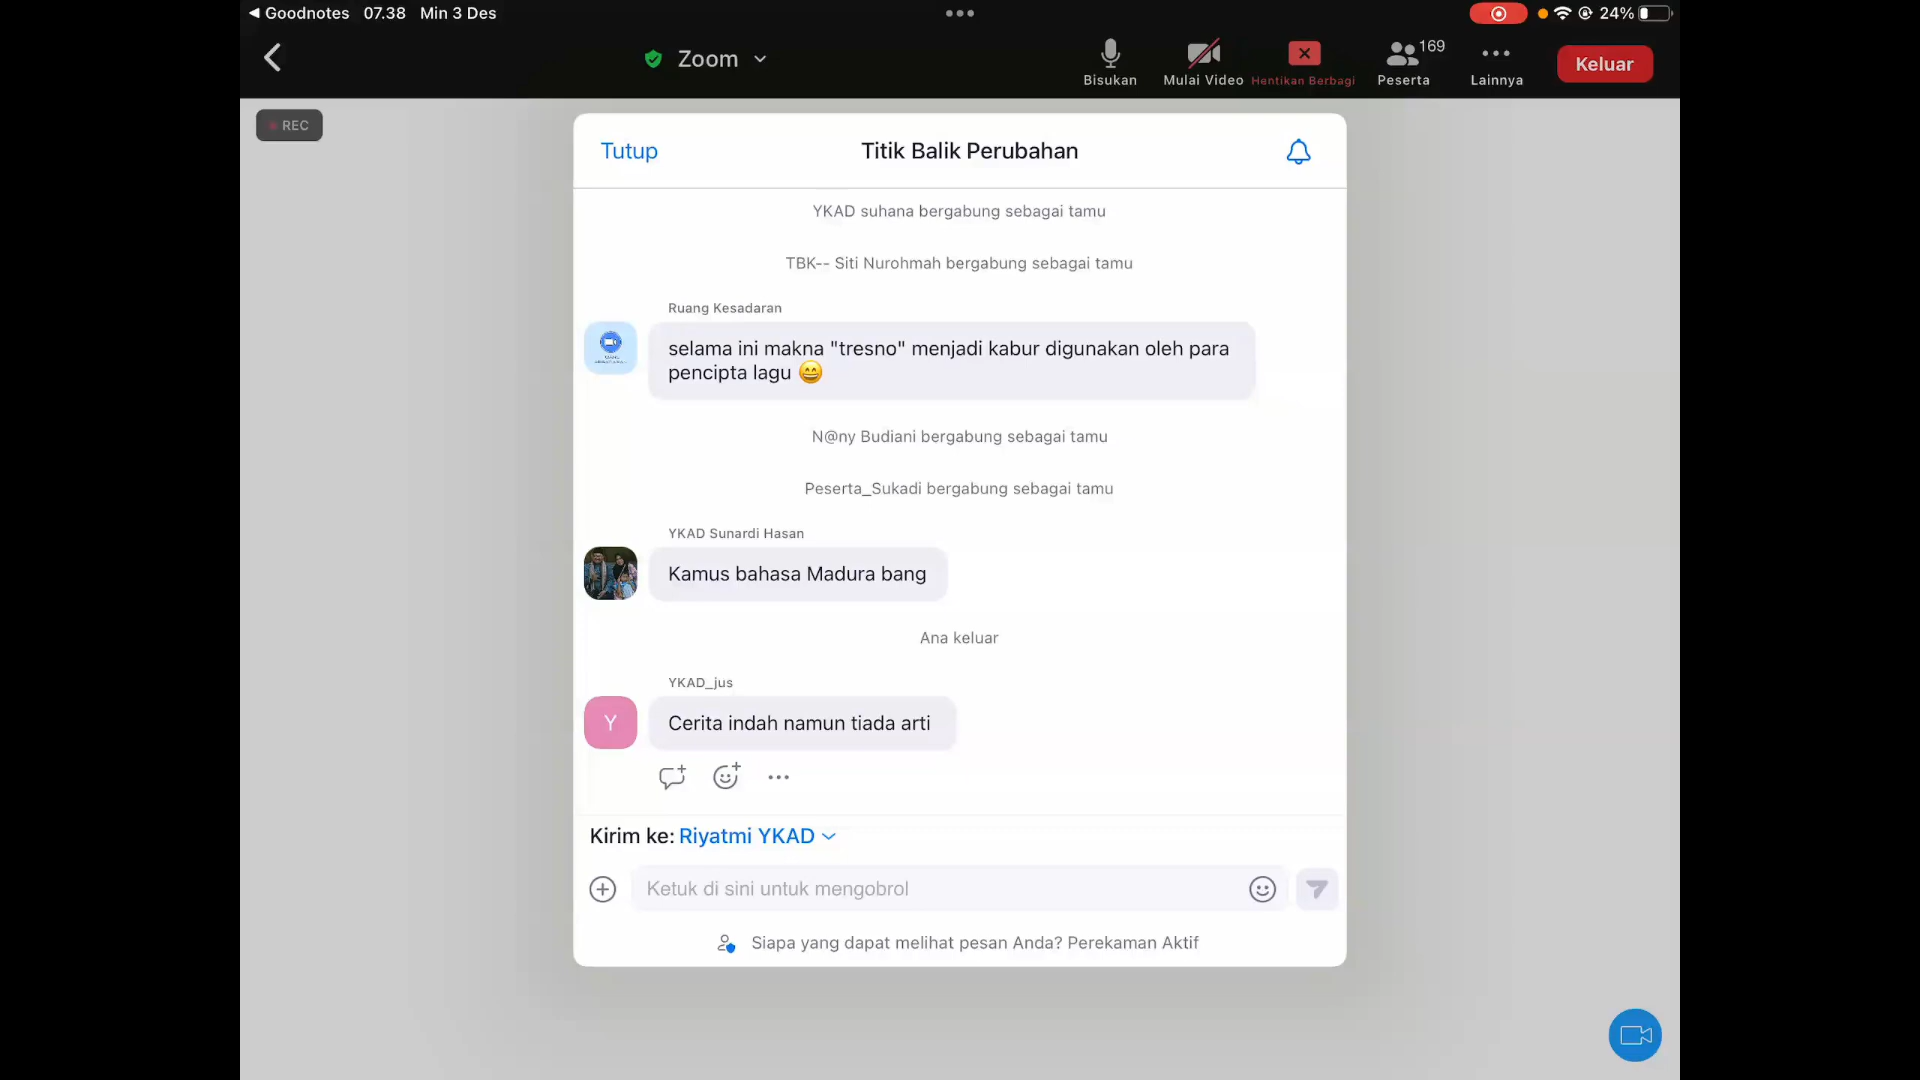 Goodnotes 07.38 Min 3 Des
24%
Zoom
169
Bisukan Mulai Video Hentikan Berbagi Peserta Lainnya Keluar
REC
Tutup Titik Balik Perubahan
YKAD suhana bergabung sebagai tamu
TBK-- Siti Nurohmah bergabung sebagai tamu
Ruang Kesadaran
selama ini makna "tresno" menjadi kabur digunakan oleh para
pencipta lagu 😄
N@ny Budiani bergabung sebagai tamu
Peserta_Sukadi bergabung sebagai tamu
YKAD Sunardi Hasan
Kamus bahasa Madura bang
Ana keluar
YKAD_jus
Y
Cerita indah namun tiada arti
Kirim ke: Riyatmi YKAD
Ketuk di sini untuk mengobrol
Siapa yang dapat melihat pesan Anda? Perekaman Aktif